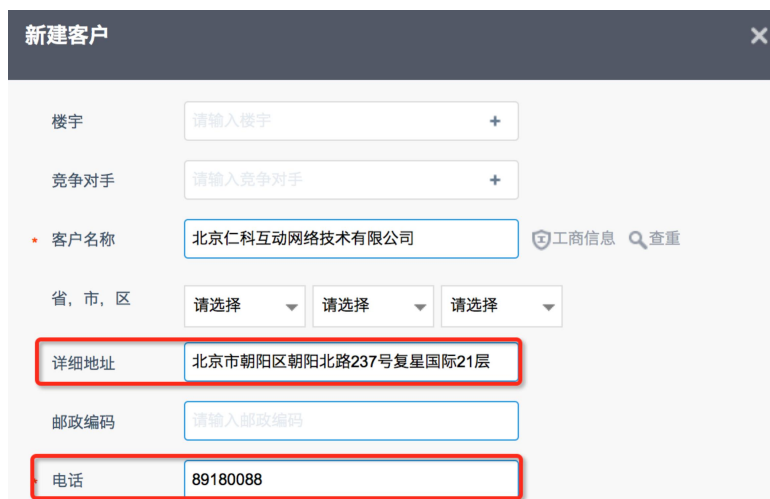 新建客户
楼宇 请输入楼宇
竞争对手 请输入竞争对手
* 客户名称 北京仁科互动网络技术有限公司 工商信息 查重
省，市，区 请选择 请选择 请选择
详细地址 北京市朝阳区朝阳北路237号复星国际21层
邮政编码 请输入邮政编码
* 电话 89180088